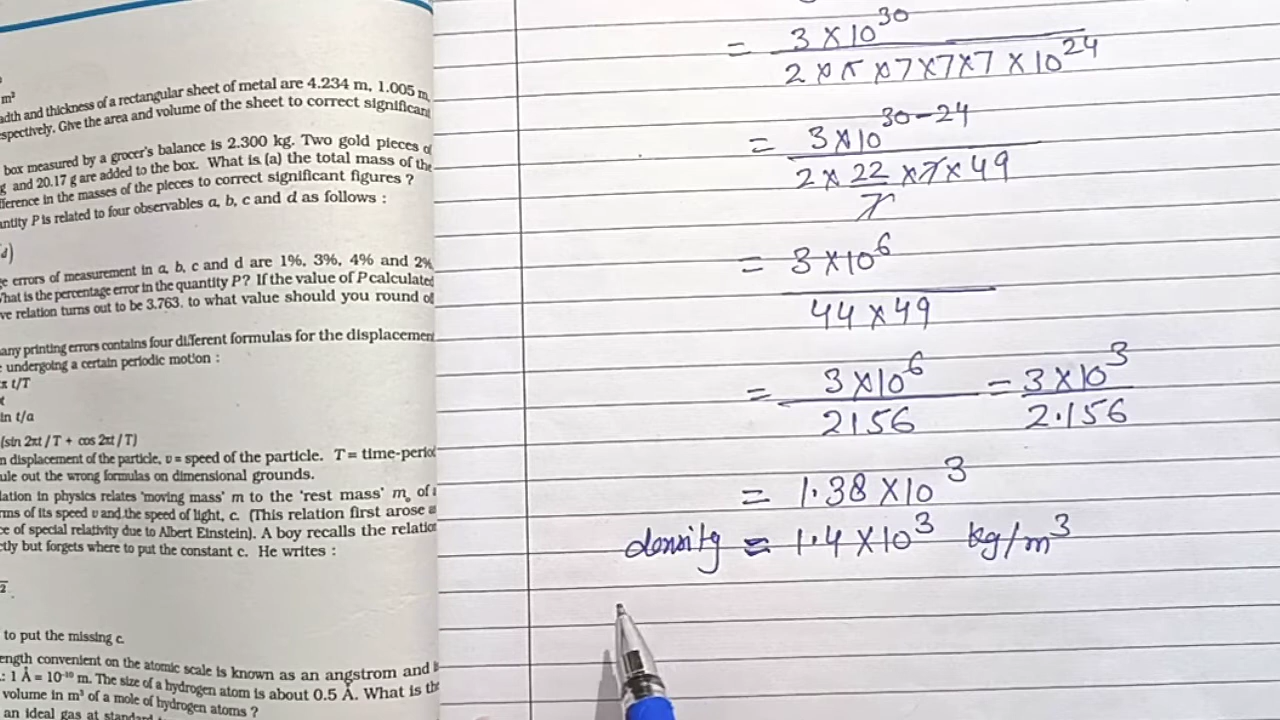 m²
adth and thickness of a rectangular sheet of metal are 4.234 m, 1.005 m,
spectively. Give the area and volume of the sheet to correct significant
box measured by a grocer's balance is 2.300 kg. Two gold pieces of
g and 20.17 g are added to the box. What is (a) the total mass of the
fference in the masses of the pieces to correct significant figures ?
antity P is related to four observables a, b, c and d as follows :
d)
ge errors of measurement in a, b, c and d are 1%, 3%, 4% and 2%
What is the percentage error in the quantity P? If the value of P calculated
ve relation turns out to be 3.763, to what value should you round of
any printing errors contains four different formulas for the displacement
undergoing a certain periodic motion :
π t/T
t
in t/a
(sin 2πt / T + cos 2πt / T)
m displacement of the particle, υ = speed of the particle. T = time-period
ule out the wrong formulas on dimensional grounds.
lation in physics relates 'moving mass' m to the 'rest mass' m₀ of a
rms of its speed υ and the speed of light, c. (This relation first arose
ce of special relativity due to Albert Einstein). A boy recalls the relation
ctly but forgets where to put the constant c. He writes :
2 .
to put the missing c.
ength convenient on the atomic scale is known as an angstrom and
: 1 Å = 10⁻¹⁰ m. The size of a hydrogen atom is about 0.5 Å. What is the
volume in m³ of a mole of hydrogen atoms ?
an ideal gas at standard
= 3×10³⁰ / 2×π×7×7×7×10²⁴
= 3×10³⁰⁻²⁴ / 2×22/7×7×49
= 3×10⁶ / 44×49
= 3×10⁶ / 2156 = 3×10³ / 2.156
= 1.38×10³
density = 1.4×10³ kg/m³